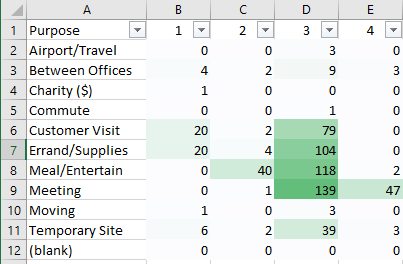 A B C D E
1 Purpose 1 2 3 4
2 Airport/Travel 0 0 3 0
3 Between Offices 4 2 9 3
4 Charity ($) 1 0 0 0
5 Commute 0 0 1 0
6 Customer Visit 20 2 79 0
7 Errand/Supplies 20 4 104 0
8 Meal/Entertain 0 40 118 2
9 Meeting 0 1 139 47
10 Moving 1 0 3 0
11 Temporary Site 6 2 39 3
12 (blank) 0 0 0 0